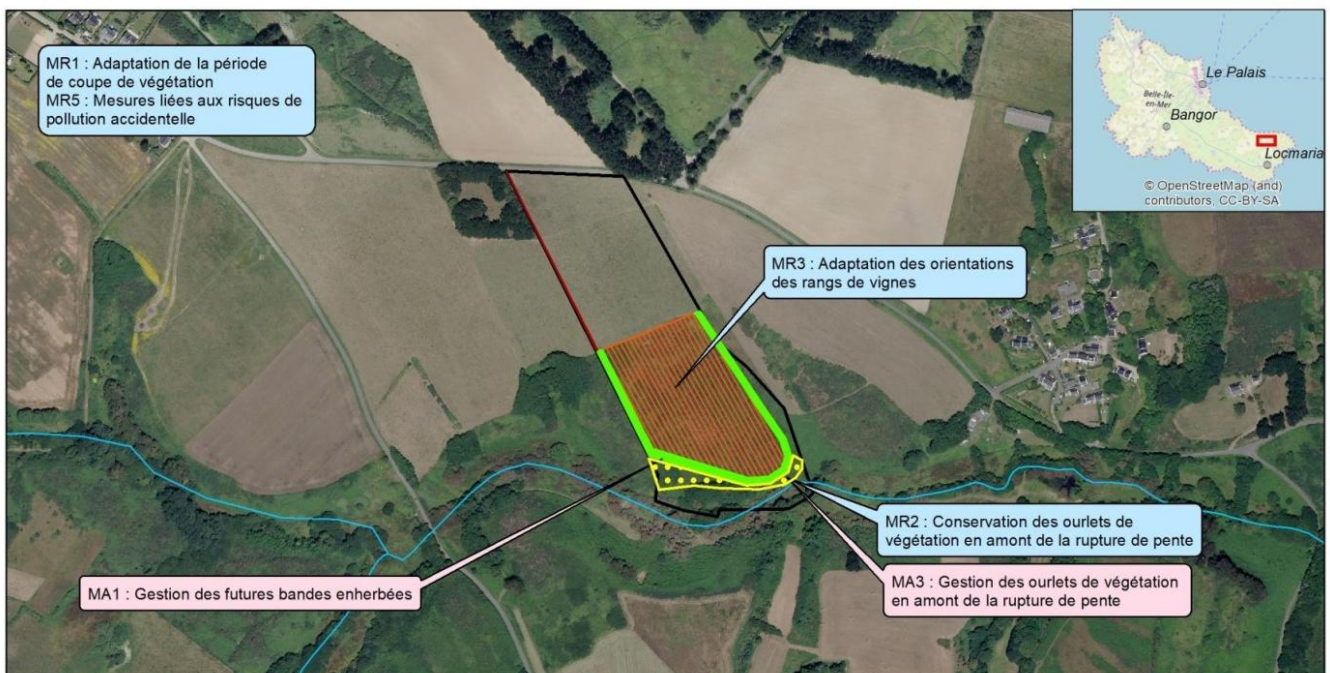 MR1 : Adaptation de la période
de coupe de végétation
MR5 : Mesures liées aux risques de
pollution accidentelle
Le Palais
Belle-Île-
en-Mer
Bangor
Locmaria
© OpenStreetMap (and)
contributors, CC-BY-SA
MR3 : Adaptation des orientations
des rangs de vignes
MR2 : Conservation des ourlets de
végétation en amont de la rupture de pente
MA1 : Gestion des futures bandes enherbées
MA3 : Gestion des ourlets de végétation
en amont de la rupture de pente